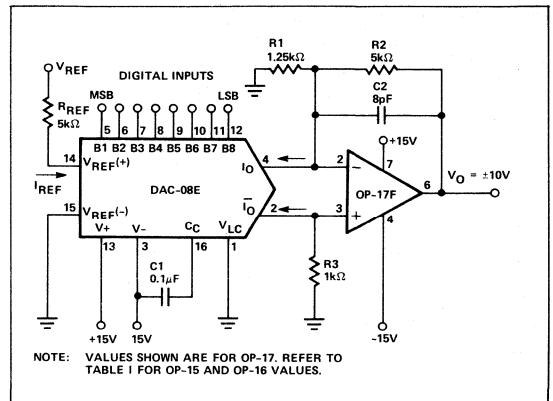 VREF
DIGITAL INPUTS
MSB LSB
RREF
5kΩ
5 6 7 8 9 10 11 12
B1 B2 B3 B4 B5 B6 B7 B8
14 VREF(+)
IREF
15 VREF(-)
DAC-08E
IO 4
IO 2
V+ V- CC VLC
13 3 16 1
C1
0.1μF
+15V 15V
R1
1.25kΩ
R2
5kΩ
C2
8pF
+15V
7
2 -
OP-17F
3 +
6
VO = ±10V
4
R3
1kΩ
-15V
NOTE: VALUES SHOWN ARE FOR OP-17. REFER TO
TABLE I FOR OP-15 AND OP-16 VALUES.